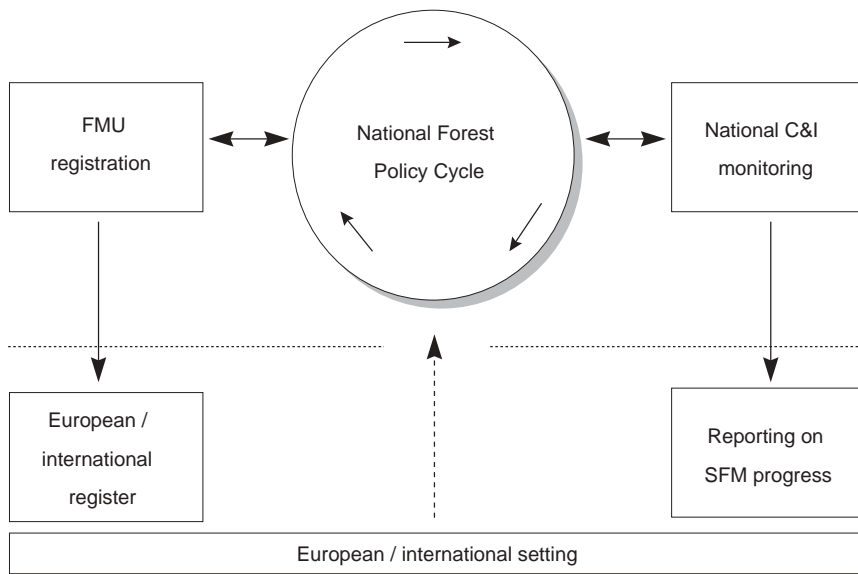 FMU
registration
National Forest
Policy Cycle
National C&I
monitoring
European /
international
register
Reporting on
SFM progress
European / international setting